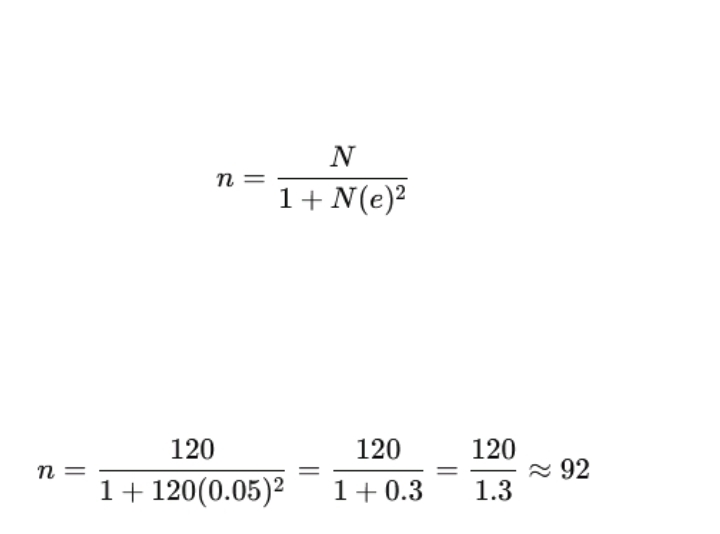 n = N / (1 + N(e)²)
n = 120 / (1 + 120(0.05)²) = 120 / (1 + 0.3) = 120 / 1.3 ≈ 92